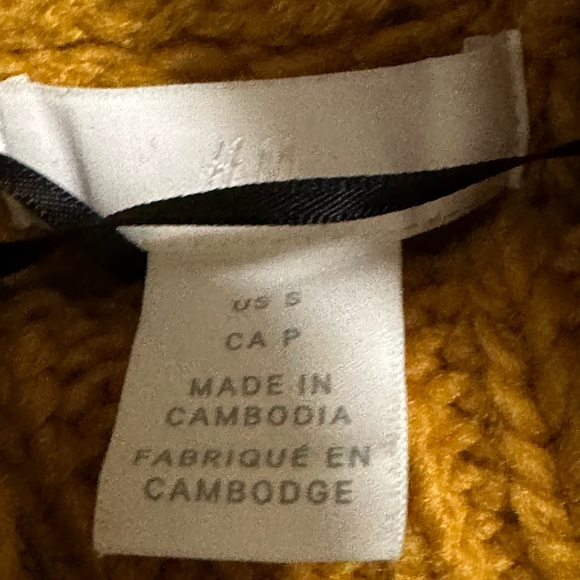 US S
CA P
MADE IN
CAMBODIA
FABRIQUÉ EN
CAMBODGE